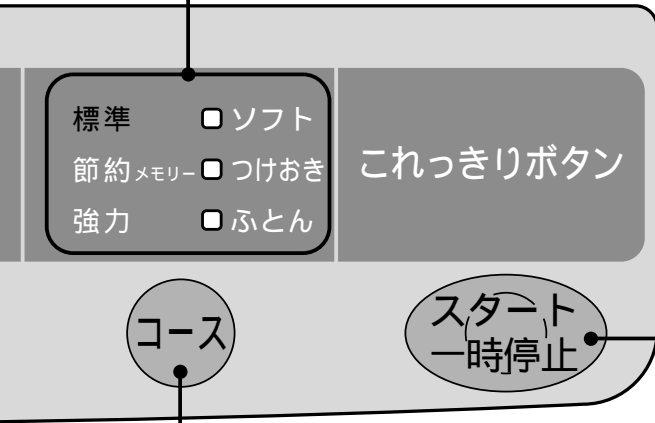 標準 ソフト
節約メモリー つけおき
強力 ふとん
これっきりボタン
コース
スタート
一時停止